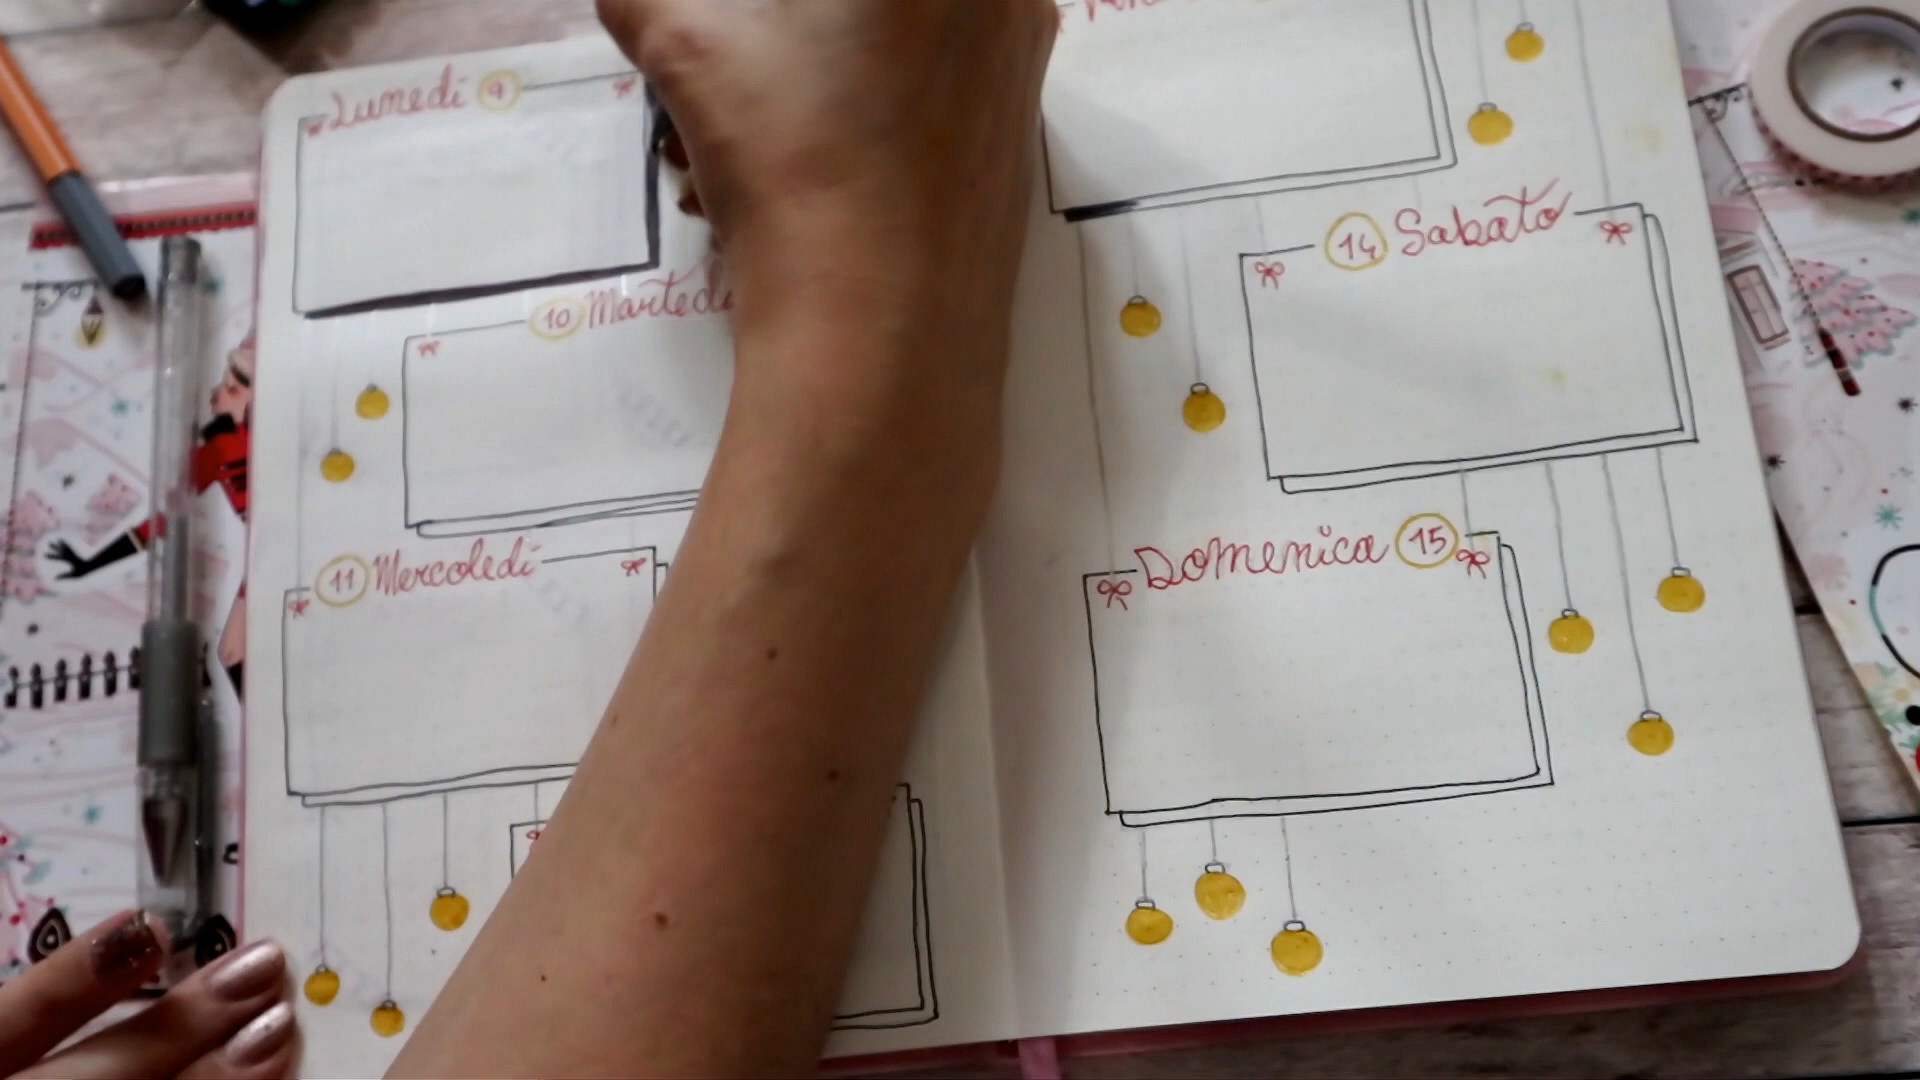 Lunedì 9
10 Martedì
11 Mercoledì
14 Sabato
Domenica 15